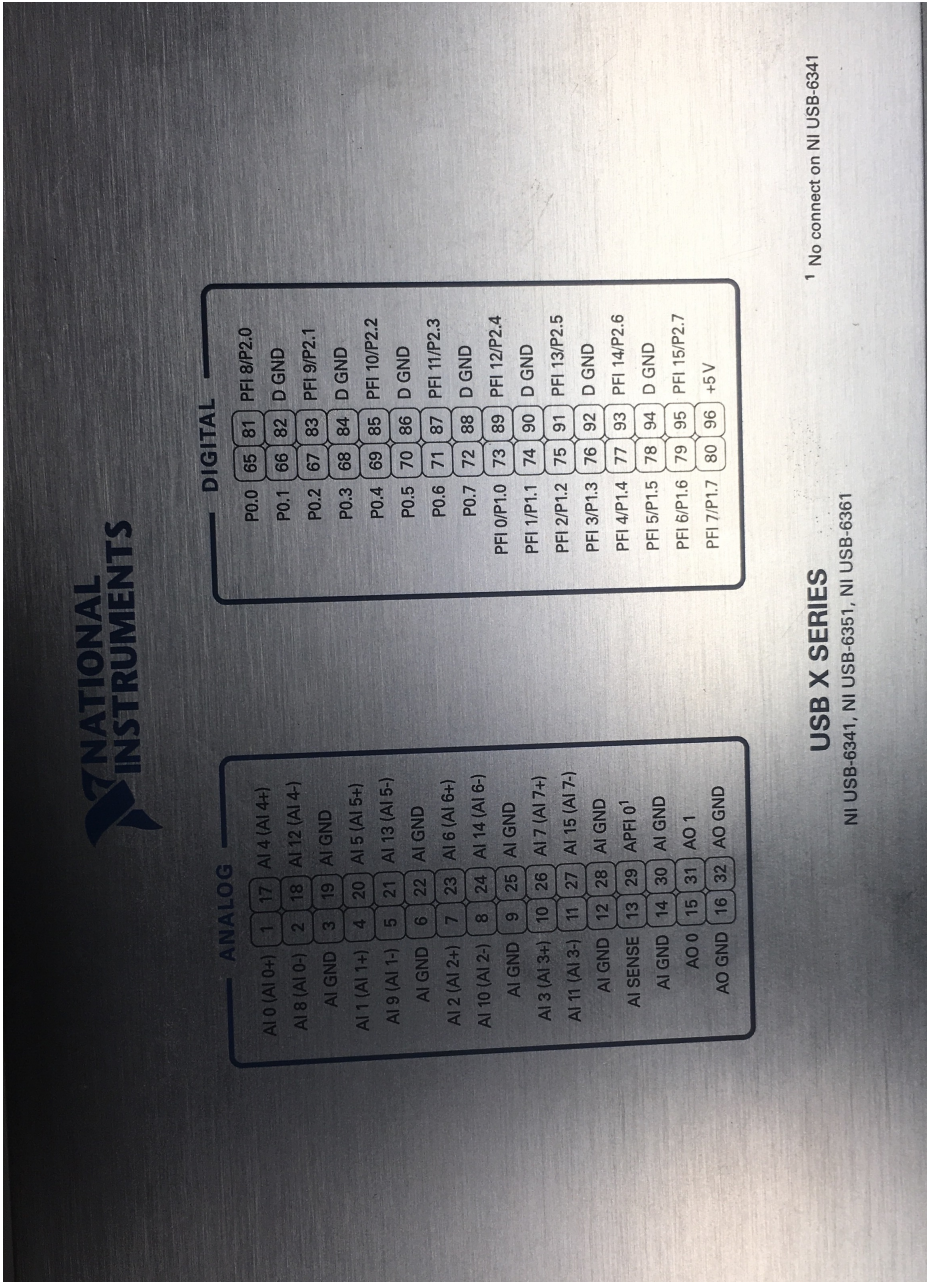 NATIONAL
INSTRUMENTS
ANALOG
AI 0 (AI 0+) 1 17 AI 4 (AI 4+)
AI 8 (AI 0-) 2 18 AI 12 (AI 4-)
AI GND 3 19 AI GND
AI 1 (AI 1+) 4 20 AI 5 (AI 5+)
AI 9 (AI 1-) 5 21 AI 13 (AI 5-)
AI GND 6 22 AI GND
AI 2 (AI 2+) 7 23 AI 6 (AI 6+)
AI 10 (AI 2-) 8 24 AI 14 (AI 6-)
AI GND 9 25 AI GND
AI 3 (AI 3+) 10 26 AI 7 (AI 7+)
AI 11 (AI 3-) 11 27 AI 15 (AI 7-)
AI GND 12 28 AI GND
AI SENSE 13 29 APFI 0¹
AI GND 14 30 AI GND
AO 0 15 31 AO 1
AO GND 16 32 AO GND
DIGITAL
P0.0 65 81 PFI 8/P2.0
P0.1 66 82 D GND
P0.2 67 83 PFI 9/P2.1
P0.3 68 84 D GND
P0.4 69 85 PFI 10/P2.2
P0.5 70 86 D GND
P0.6 71 87 PFI 11/P2.3
P0.7 72 88 D GND
PFI 0/P1.0 73 89 PFI 12/P2.4
PFI 1/P1.1 74 90 D GND
PFI 2/P1.2 75 91 PFI 13/P2.5
PFI 3/P1.3 76 92 D GND
PFI 4/P1.4 77 93 PFI 14/P2.6
PFI 5/P1.5 78 94 D GND
PFI 6/P1.6 79 95 PFI 15/P2.7
PFI 7/P1.7 80 96 +5 V
USB X SERIES
NI USB-6341, NI USB-6351, NI USB-6361
¹ No connect on NI USB-6341